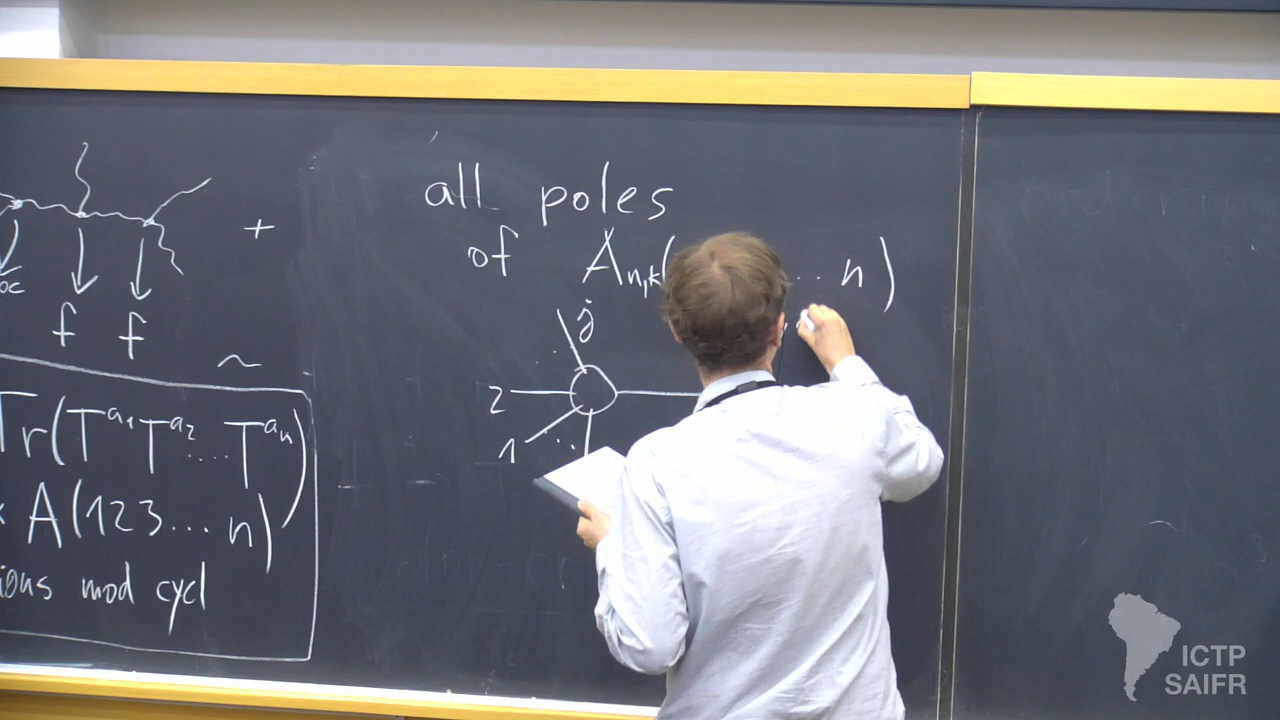 +
f f
~
Tr(T^{a_1} T^{a_2} .... T^{a_n})
A(123... n)
mod cycl
all poles
of A_{n,k}( ... n)
j
2
1
ICTP
SAIFR